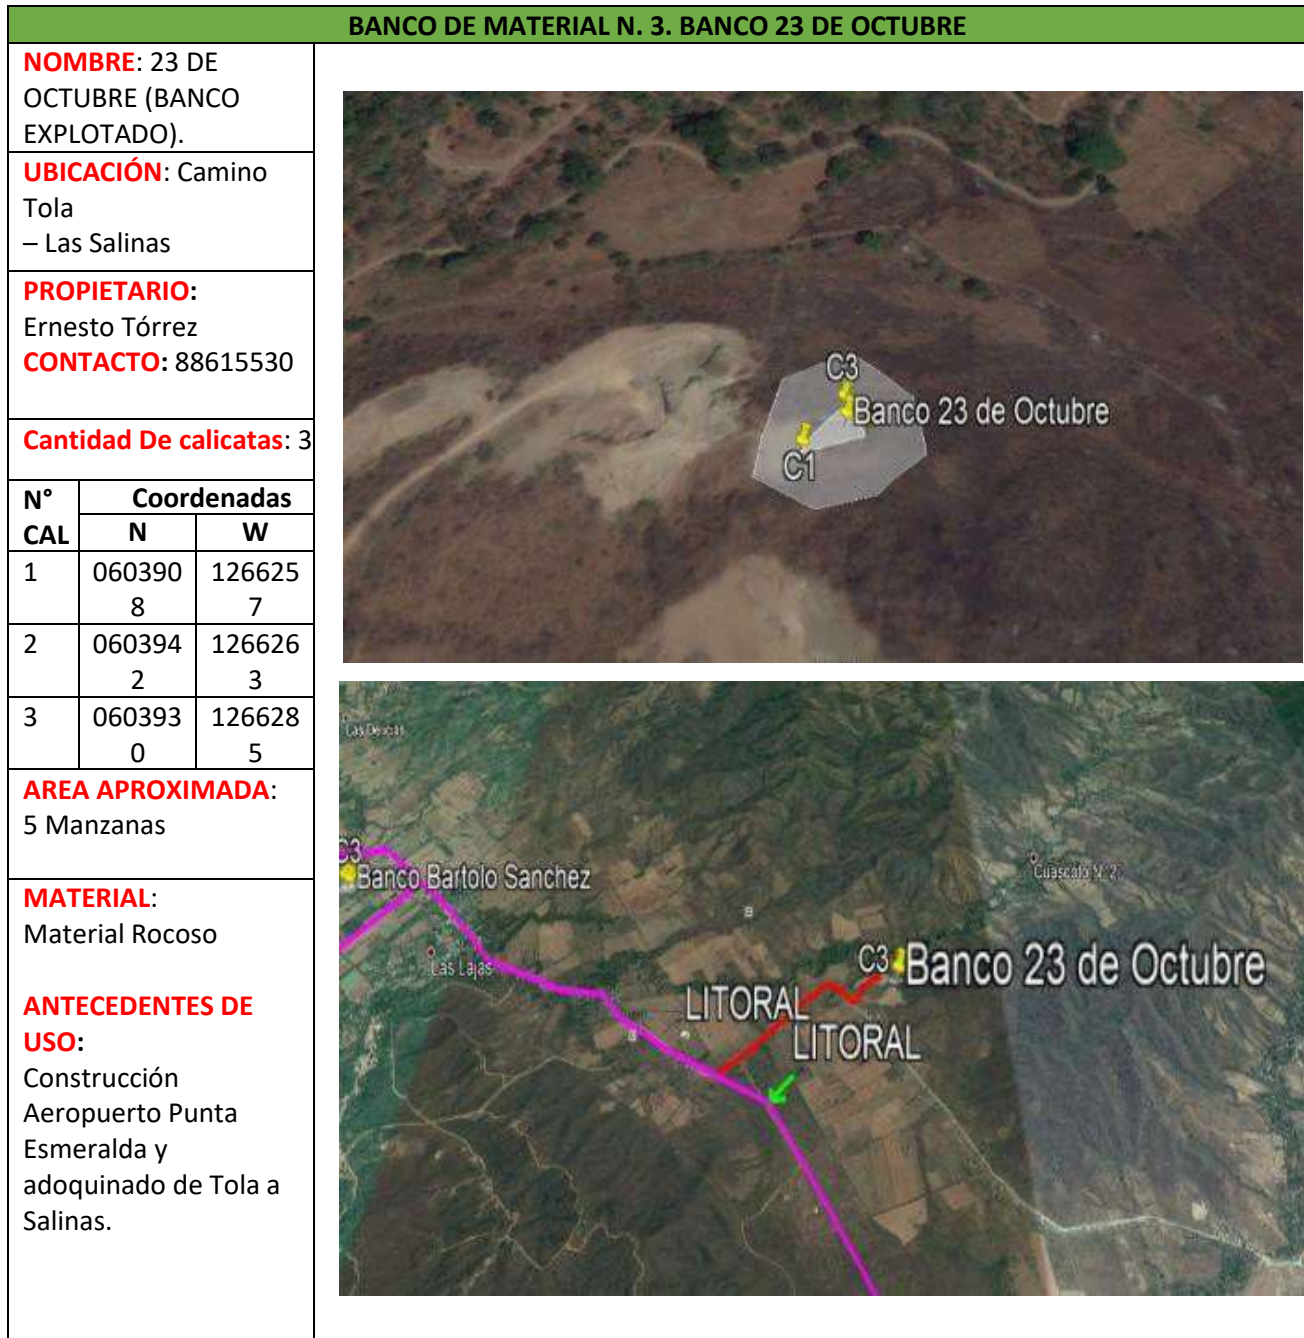 BANCO DE MATERIAL N. 3. BANCO 23 DE OCTUBRE
NOMBRE: 23 DE
OCTUBRE (BANCO
EXPLOTADO).
UBICACIÓN: Camino
Tola
– Las Salinas
PROPIETARIO:
Ernesto Tórrez
CONTACTO: 88615530
Cantidad De calicatas: 3
N° CAL Coordenadas
N W
1 060390 126625
8 7
2 060394 126626
2 3
3 060393 126628
0 5
AREA APROXIMADA:
5 Manzanas
MATERIAL:
Material Rocoso
ANTECEDENTES DE
USO:
Construcción
Aeropuerto Punta
Esmeralda y
adoquinado de Tola a
Salinas.
C3
Banco 23 de Octubre
C1
C3
Banco Bartolo Sanchez
Las Lajas
C3 Banco 23 de Octubre
LITORAL
LITORAL